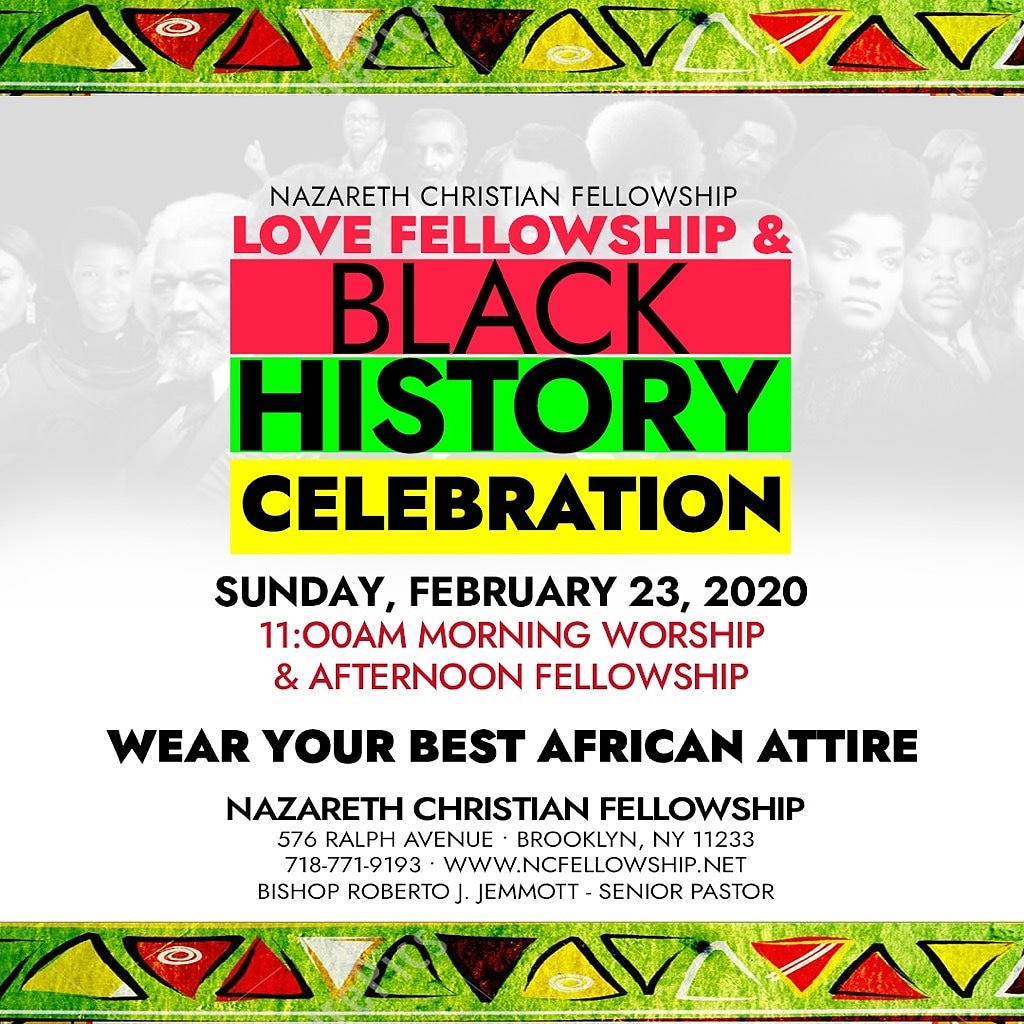 NAZARETH CHRISTIAN FELLOWSHIP
LOVE FELLOWSHIP &
BLACK
HISTORY
CELEBRATION
SUNDAY, FEBRUARY 23, 2020
11:O0AM MORNING WORSHIP
& AFTERNOON FELLOWSHIP
WEAR YOUR BEST AFRICAN ATTIRE
NAZARETH CHRISTIAN FELLOWSHIP
576 RALPH AVENUE · BROOKLYN, NY 11233
718-771-9193 · WWW.NCFELLOWSHIP.NET
BISHOP ROBERTO J. JEMMOTT - SENIOR PASTOR